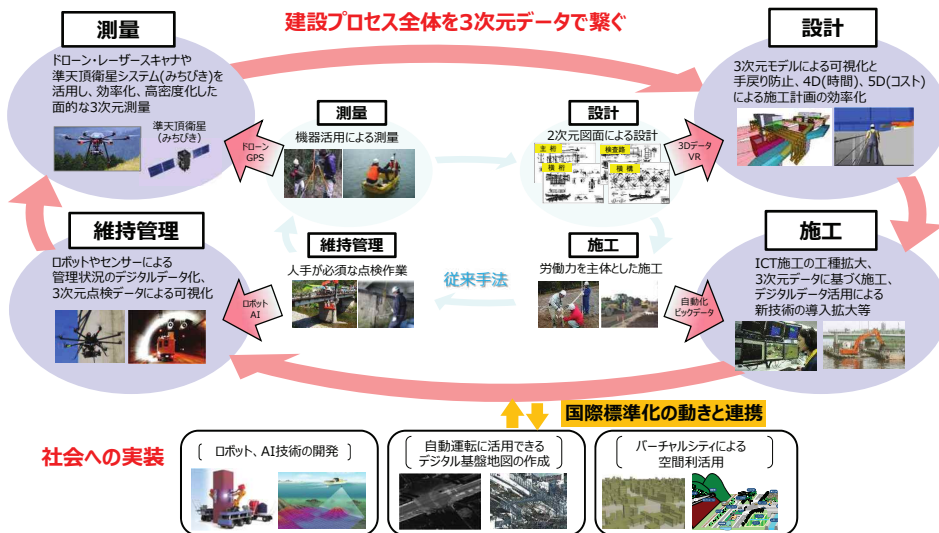 建設プロセス全体を3次元データで繋ぐ
測量
ドローン・レーザースキャナや
準天頂衛星システム(みちびき)を
活用し、効率化、高密度化した
面的な3次元測量
準天頂衛星
(みちびき)
ドローン
GPS
測量
機器活用による測量
設計
2次元図面による設計
主桁
検査路
横桁
横構
3Dデータ
VR
設計
3次元モデルによる可視化と
手戻り防止、4D(時間)、5D(コスト)
による施工計画の効率化
維持管理
ロボットやセンサーによる
管理状況のデジタルデータ化、
3次元点検データによる可視化
ロボット
AI
維持管理
人手が必須な点検作業
従来手法
施工
労働力を主体とした施工
自動化
ビックデータ
施工
ICT施工の工種拡大、
3次元データに基づく施工、
デジタルデータ活用による
新技術の導入拡大等
国際標準化の動きと連携
社会への実装
ロボット、AI技術の開発
自動運転に活用できる
デジタル基盤地図の作成
バーチャルシティによる
空間利活用